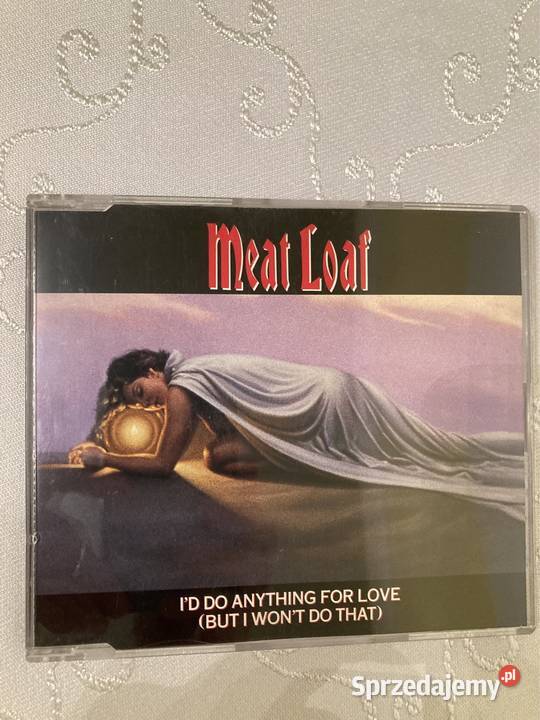 Meat Loaf
I'D DO ANYTHING FOR LOVE
(BUT I WON'T DO THAT)
Sprzedajemy.pl